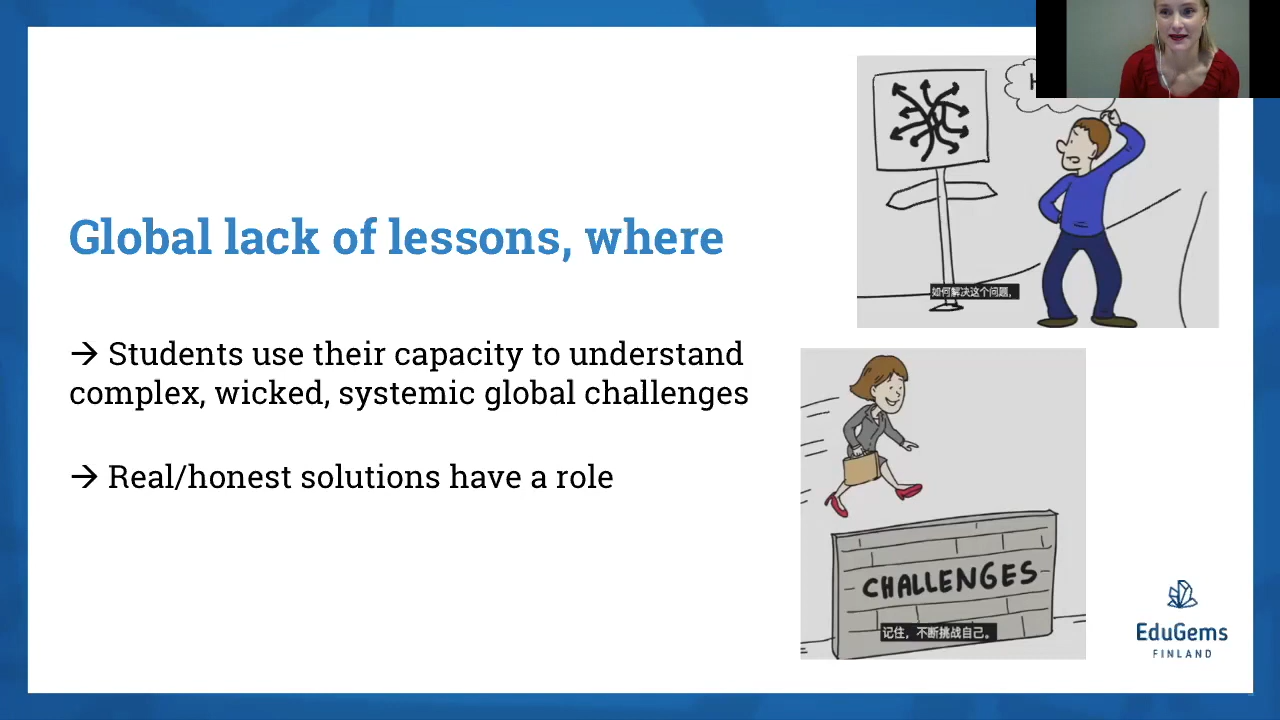 Global lack of lessons, where
→ Students use their capacity to understand
complex, wicked, systemic global challenges
→ Real/honest solutions have a role
如何解决这个问题,
CHALLENGES
记住，不断挑战自己。
EduGems
FINLAND